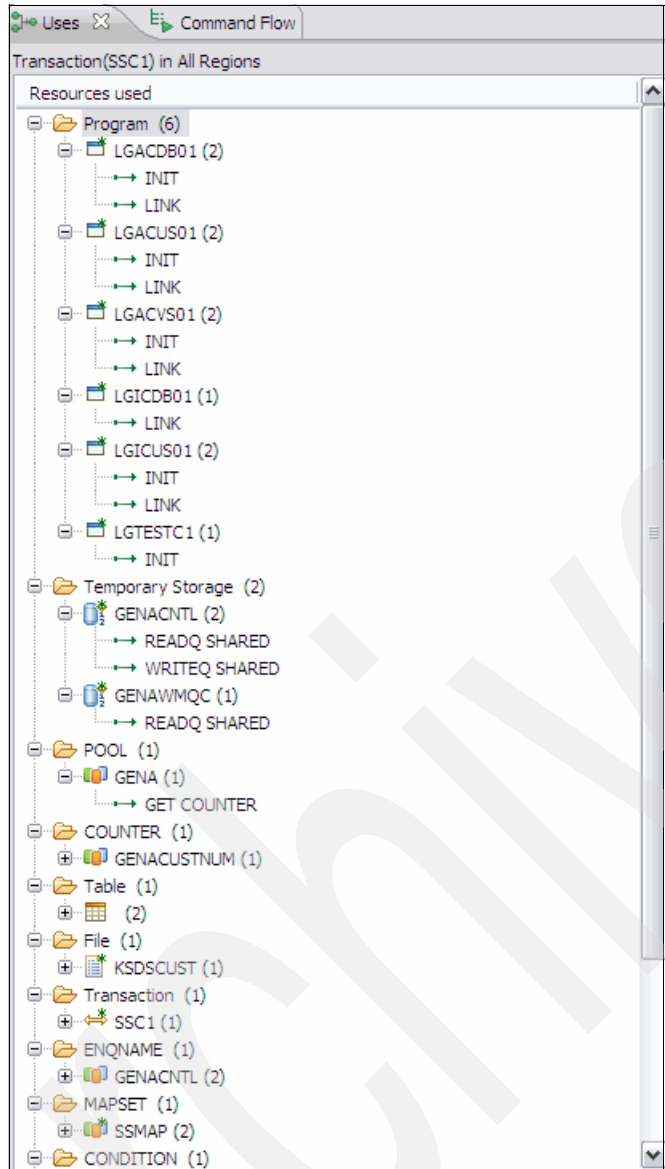 Uses Command Flow
Transaction(SSC1) in All Regions
Resources used
Program (6)
LGACDB01 (2)
INIT
LINK
LGACUS01 (2)
INIT
LINK
LGACVS01 (2)
INIT
LINK
LGICDB01 (1)
LINK
LGICUS01 (2)
INIT
LINK
LGTESTC1 (1)
INIT
Temporary Storage (2)
GENACNTL (2)
READQ SHARED
WRITEQ SHARED
GENAWMQC (1)
READQ SHARED
POOL (1)
GENA (1)
GET COUNTER
COUNTER (1)
GENACUSTNUM (1)
Table (1)
(2)
File (1)
KSDSCUST (1)
Transaction (1)
SSC1 (1)
ENQNAME (1)
GENACNTL (2)
MAPSET (1)
SSMAP (2)
CONDITION (1)